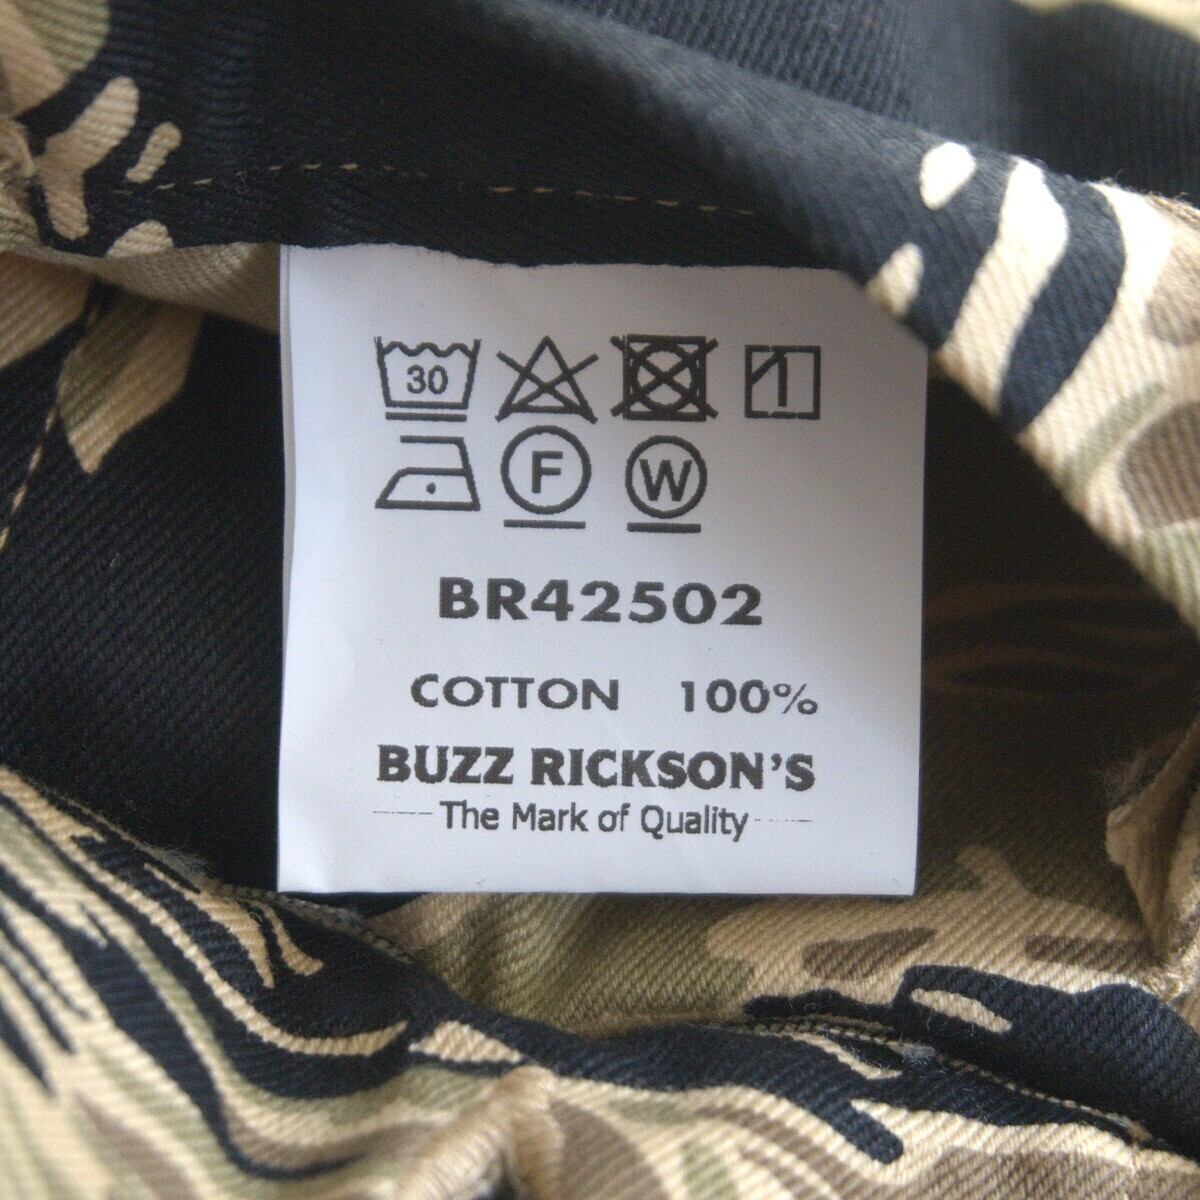 30
F W
BR42502
COTTON 100%
BUZZ RICKSON'S
The Mark of Quality